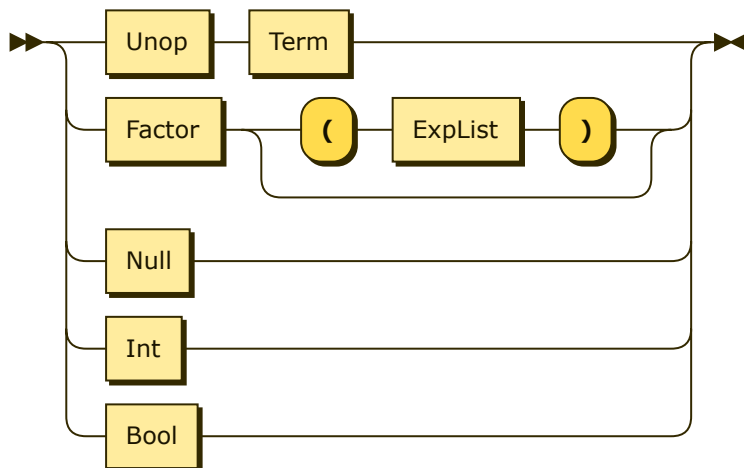 Unop Term
Factor ( ExpList )
Null
Int
Bool